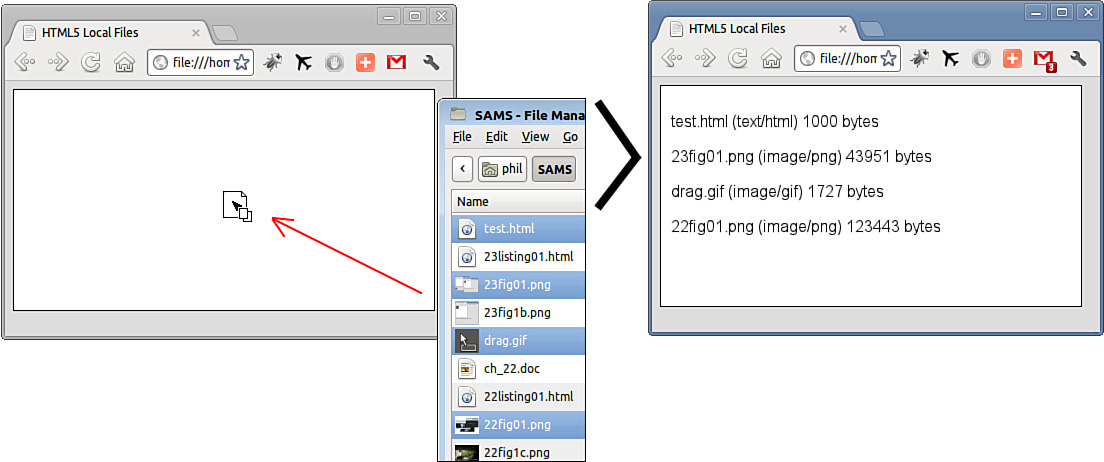 HTML5 Local Files
file:///hom
SAMS - File Mana
File Edit View Go
phil SAMS
Name
test.html
23listing01.html
23fig01.png
23fig1b.png
drag.gif
ch_22.doc
22listing01.html
22fig01.png
22fig1c.png
HTML5 Local Files
file:///hom
3
test.html (text/html) 1000 bytes
23fig01.png (image/png) 43951 bytes
drag.gif (image/gif) 1727 bytes
22fig01.png (image/png) 123443 bytes